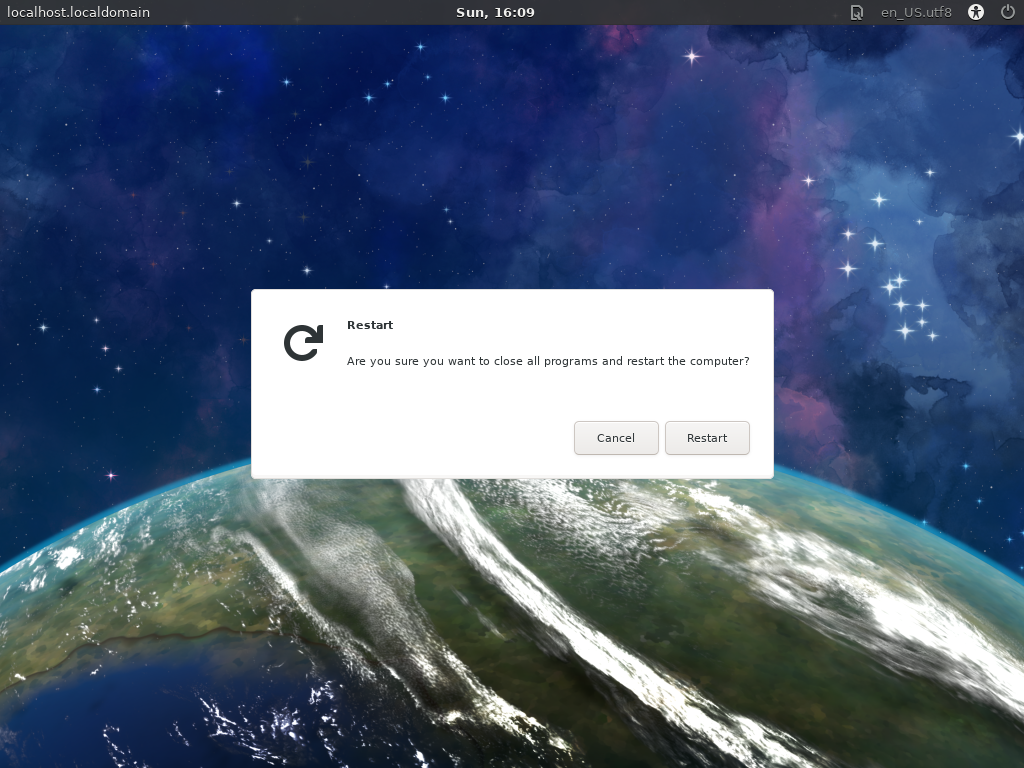 localhost.localdomain Sun, 16:09 en_US.utf8
Restart
Are you sure you want to close all programs and restart the computer?
Cancel Restart